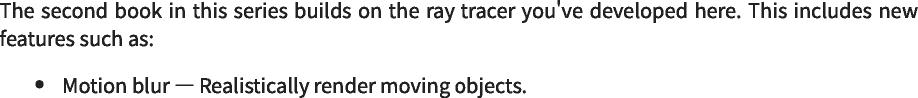 The second book in this series builds on the ray tracer you've developed here. This includes new
features such as:
• Motion blur — Realistically render moving objects.